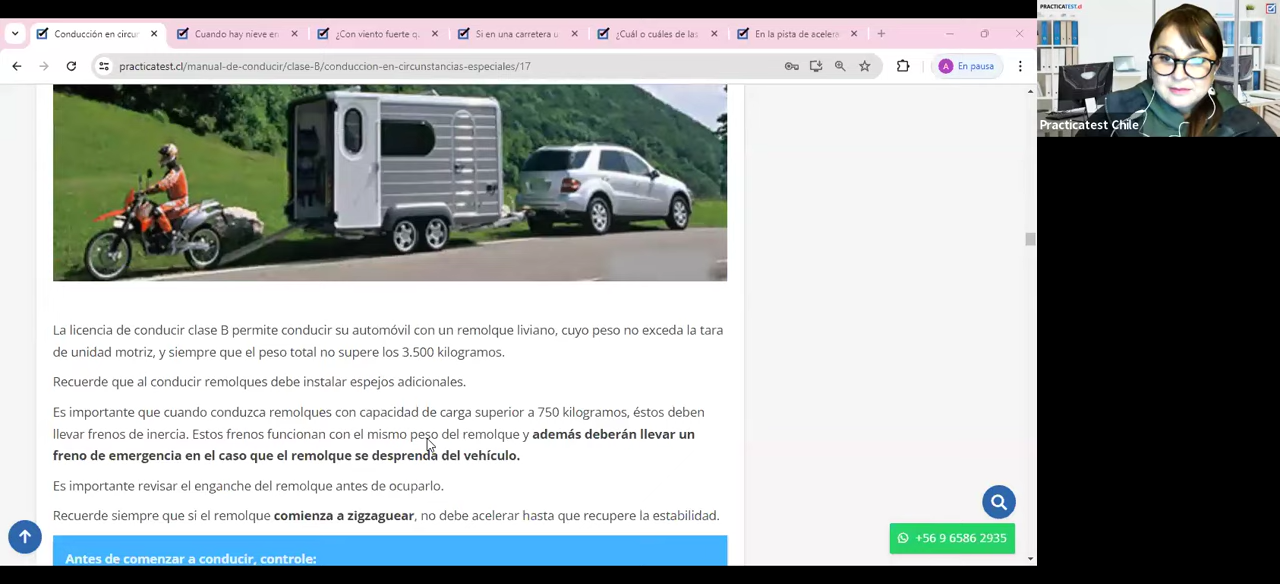 Conducción en circun
Cuando hay nieve en
¿Con viento fuerte q
Si en una carretera u
¿Cuál o cuáles de las
En la pista de acelera
practicatest.cl/manual-de-conducir/clase-B/conduccion-en-circunstancias-especiales/17
A En pausa
PRACTICATEST.cl
Practicatest Chile
La licencia de conducir clase B permite conducir su automóvil con un remolque liviano, cuyo peso no exceda la tara
de unidad motriz, y siempre que el peso total no supere los 3.500 kilogramos.
Recuerde que al conducir remolques debe instalar espejos adicionales.
Es importante que cuando conduzca remolques con capacidad de carga superior a 750 kilogramos, éstos deben
llevar frenos de inercia. Estos frenos funcionan con el mismo peso del remolque y además deberán llevar un
freno de emergencia en el caso que el remolque se desprenda del vehículo.
Es importante revisar el enganche del remolque antes de ocuparlo.
Recuerde siempre que si el remolque comenza a zigzaguear, no debe acelerar hasta que recupere la estabilidad.
Antes de comenzar a conducir, controle:
+56 9 6586 2935